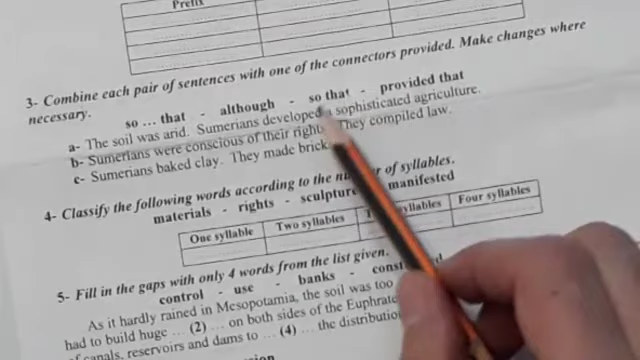 Prefix
3- Combine each pair of sentences with one of the connectors provided. Make changes where
necessary.
so ... that - although - so that - provided that
a- The soil was arid. Sumerians developed a sophisticated agriculture.
b- Sumerians were conscious of their rights. They compiled law.
c- Sumerians baked clay. They made brick
4- Classify the following words according to the number of syllables.
materials - rights - sculpture - manifested
One syllable Two syllables syllables Four syllables
5- Fill in the gaps with only 4 words from the list given.
control - use - banks -
As it hardly rained in Mesopotamia, the soil was too
had to build huge ... (2) ... on both sides of the Euphrate
of canals, reservoirs and dams to ... (4) ... the distribution